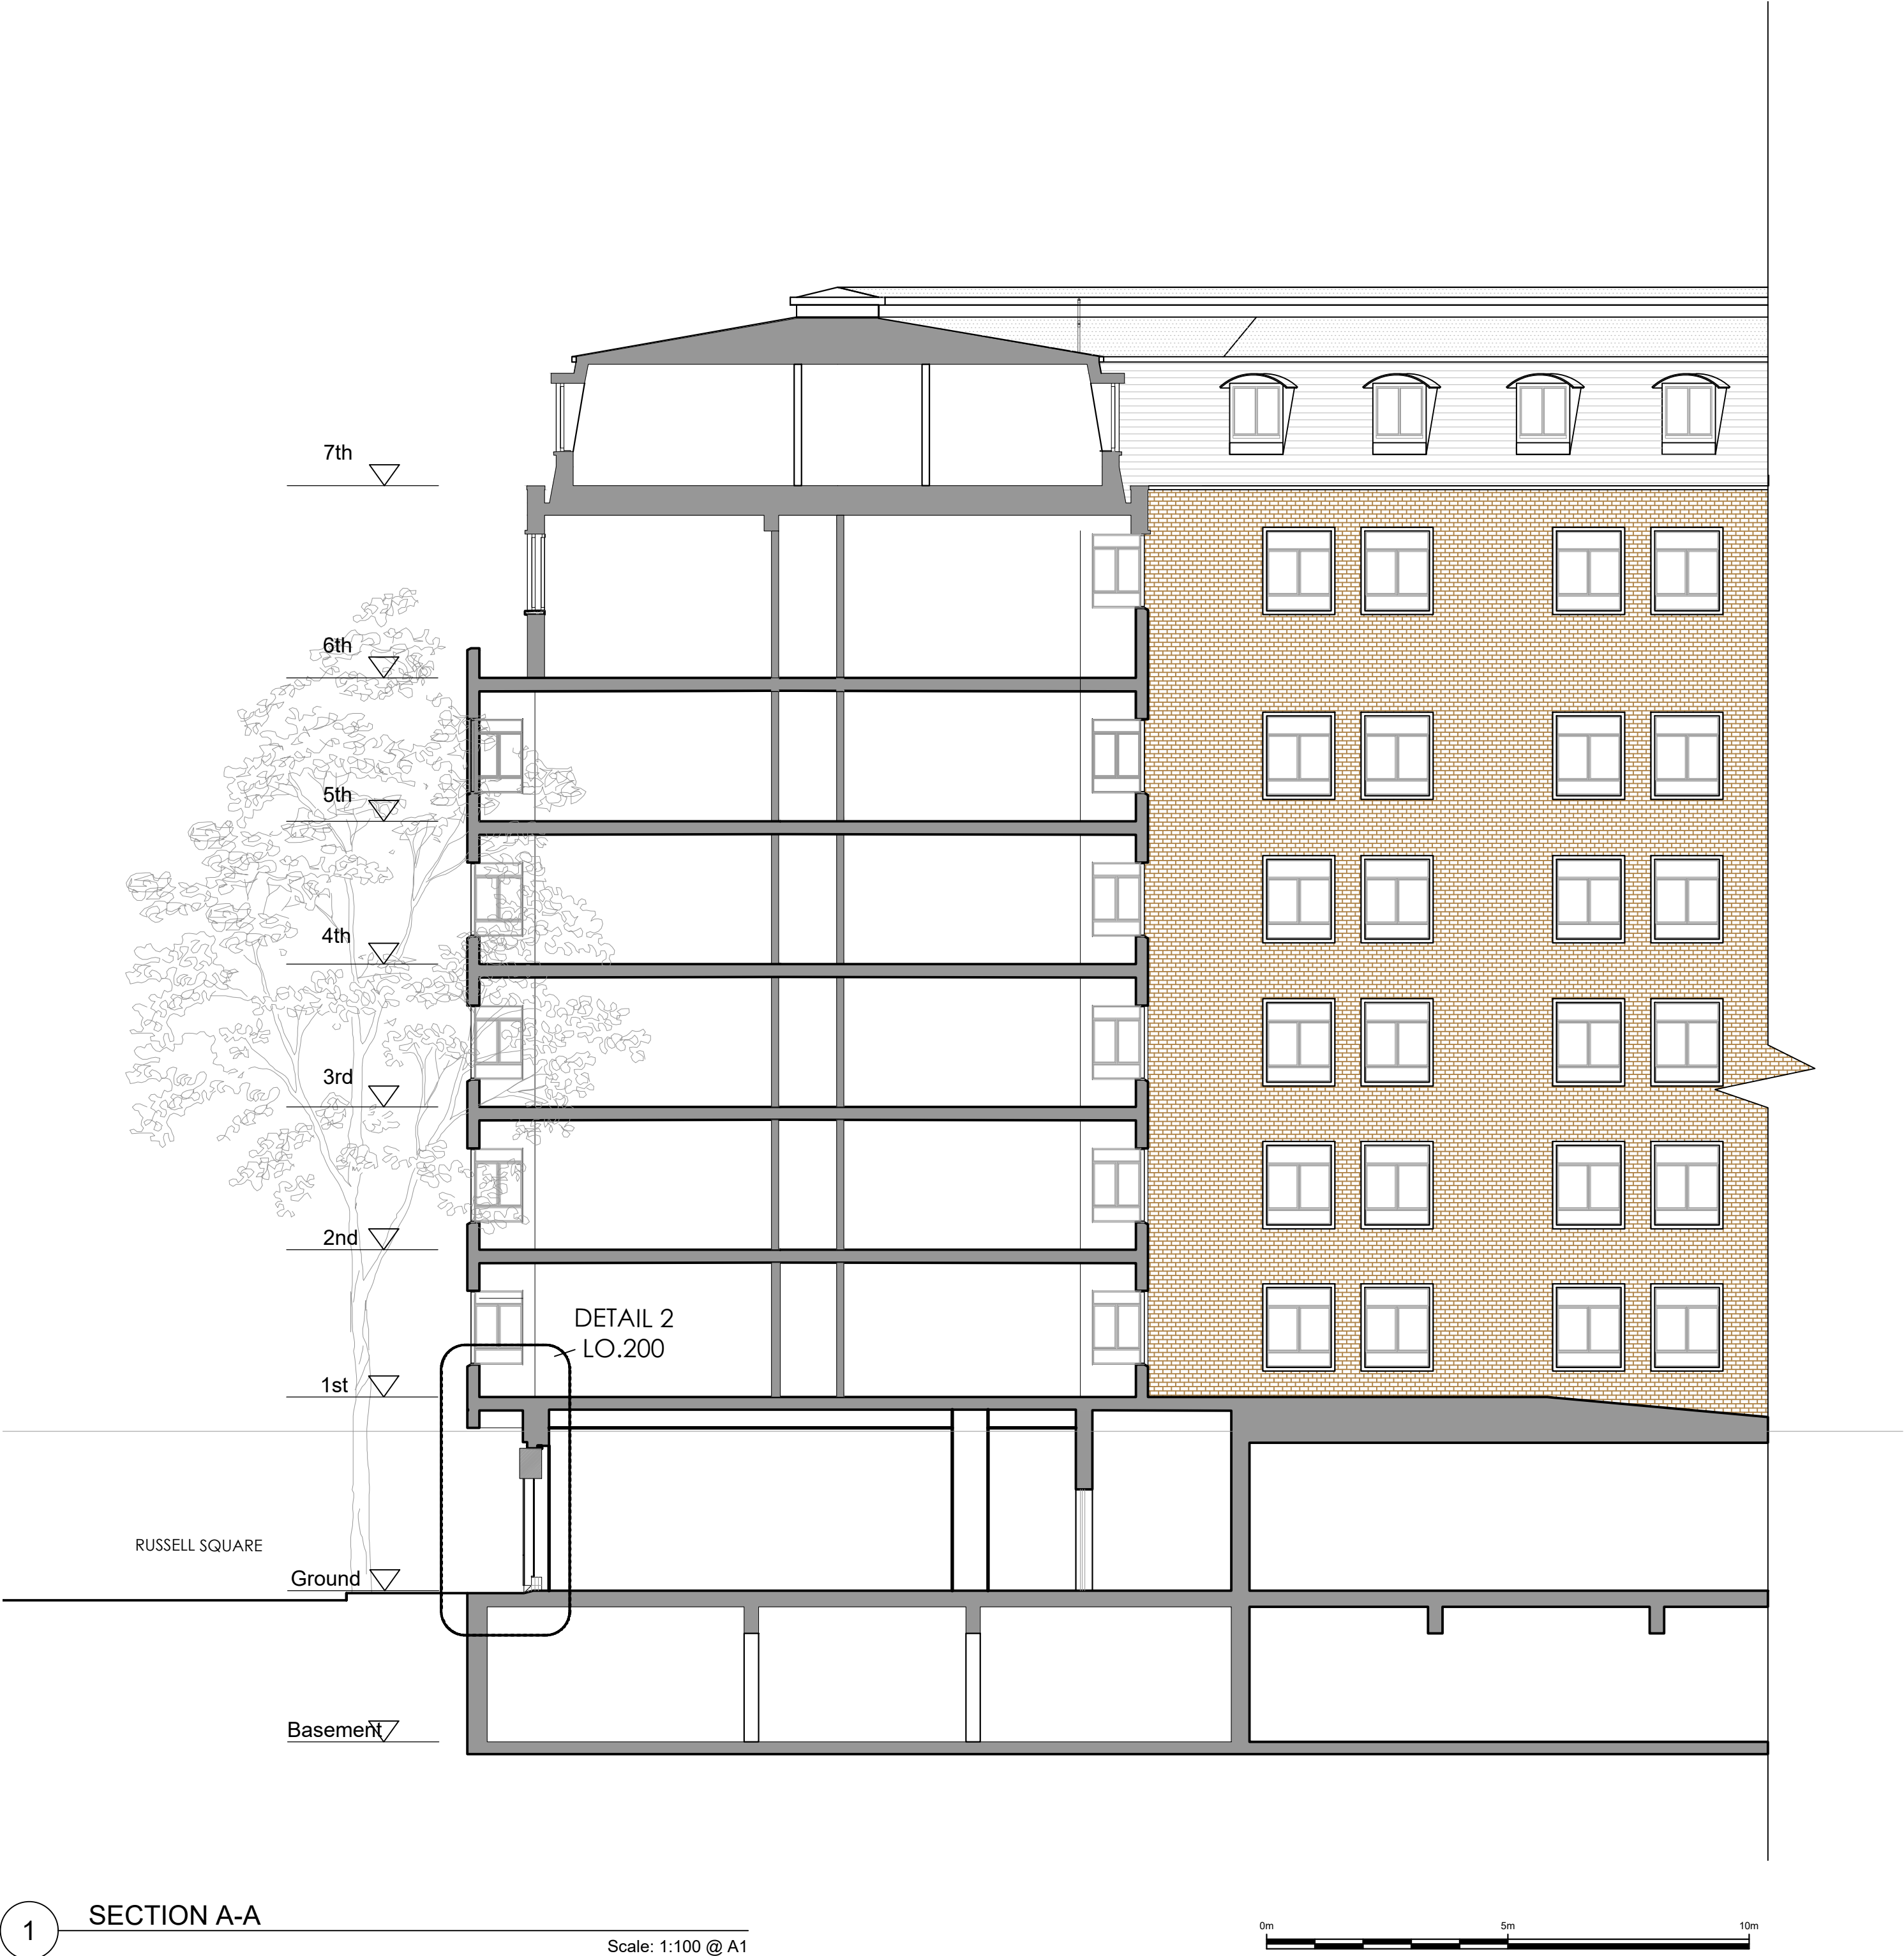 7th
6th
5th
4th
3rd
2nd
DETAIL 2
LO.200
1st
RUSSELL SQUARE
Ground
Basement
1
SECTION A-A
Scale: 1:100 @ A1
0m
5m
10m